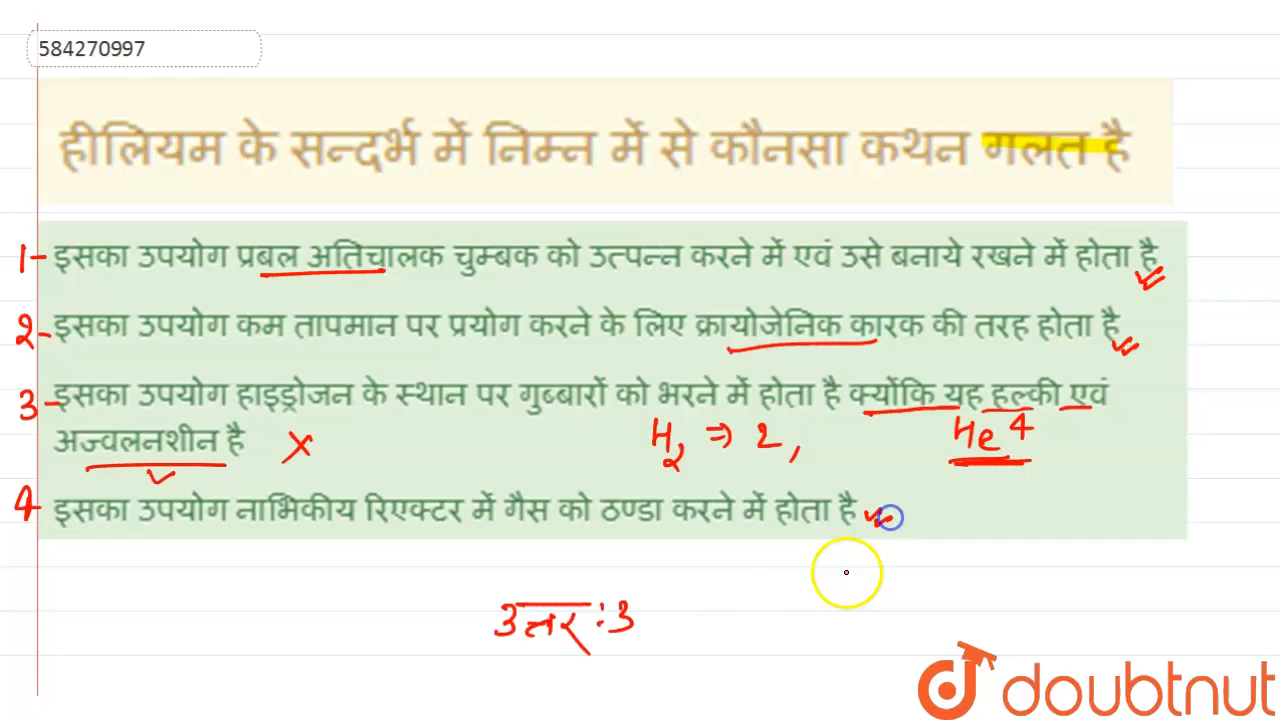 584270997
हीलियम के सन्दर्भ में निम्न में से कौनसा कथन गलत है
1- इसका उपयोग प्रबल अतिचालक चुम्बक को उत्पन्न करने में एवं उसे बनाये रखने में होता है
2- इसका उपयोग कम तापमान पर प्रयोग करने के लिए क्रायोजेनिक कारक की तरह होता है
3- इसका उपयोग हाइड्रोजन के स्थान पर गुब्बारों को भरने में होता है क्योंकि यह हल्की एवं
अज्वलनशील है X H2 ⇒ 2, He 4
4- इसका उपयोग नाभिकीय रिएक्टर में गैस को ठण्डा करने में होता है
उत्तर : 3
doubtnut